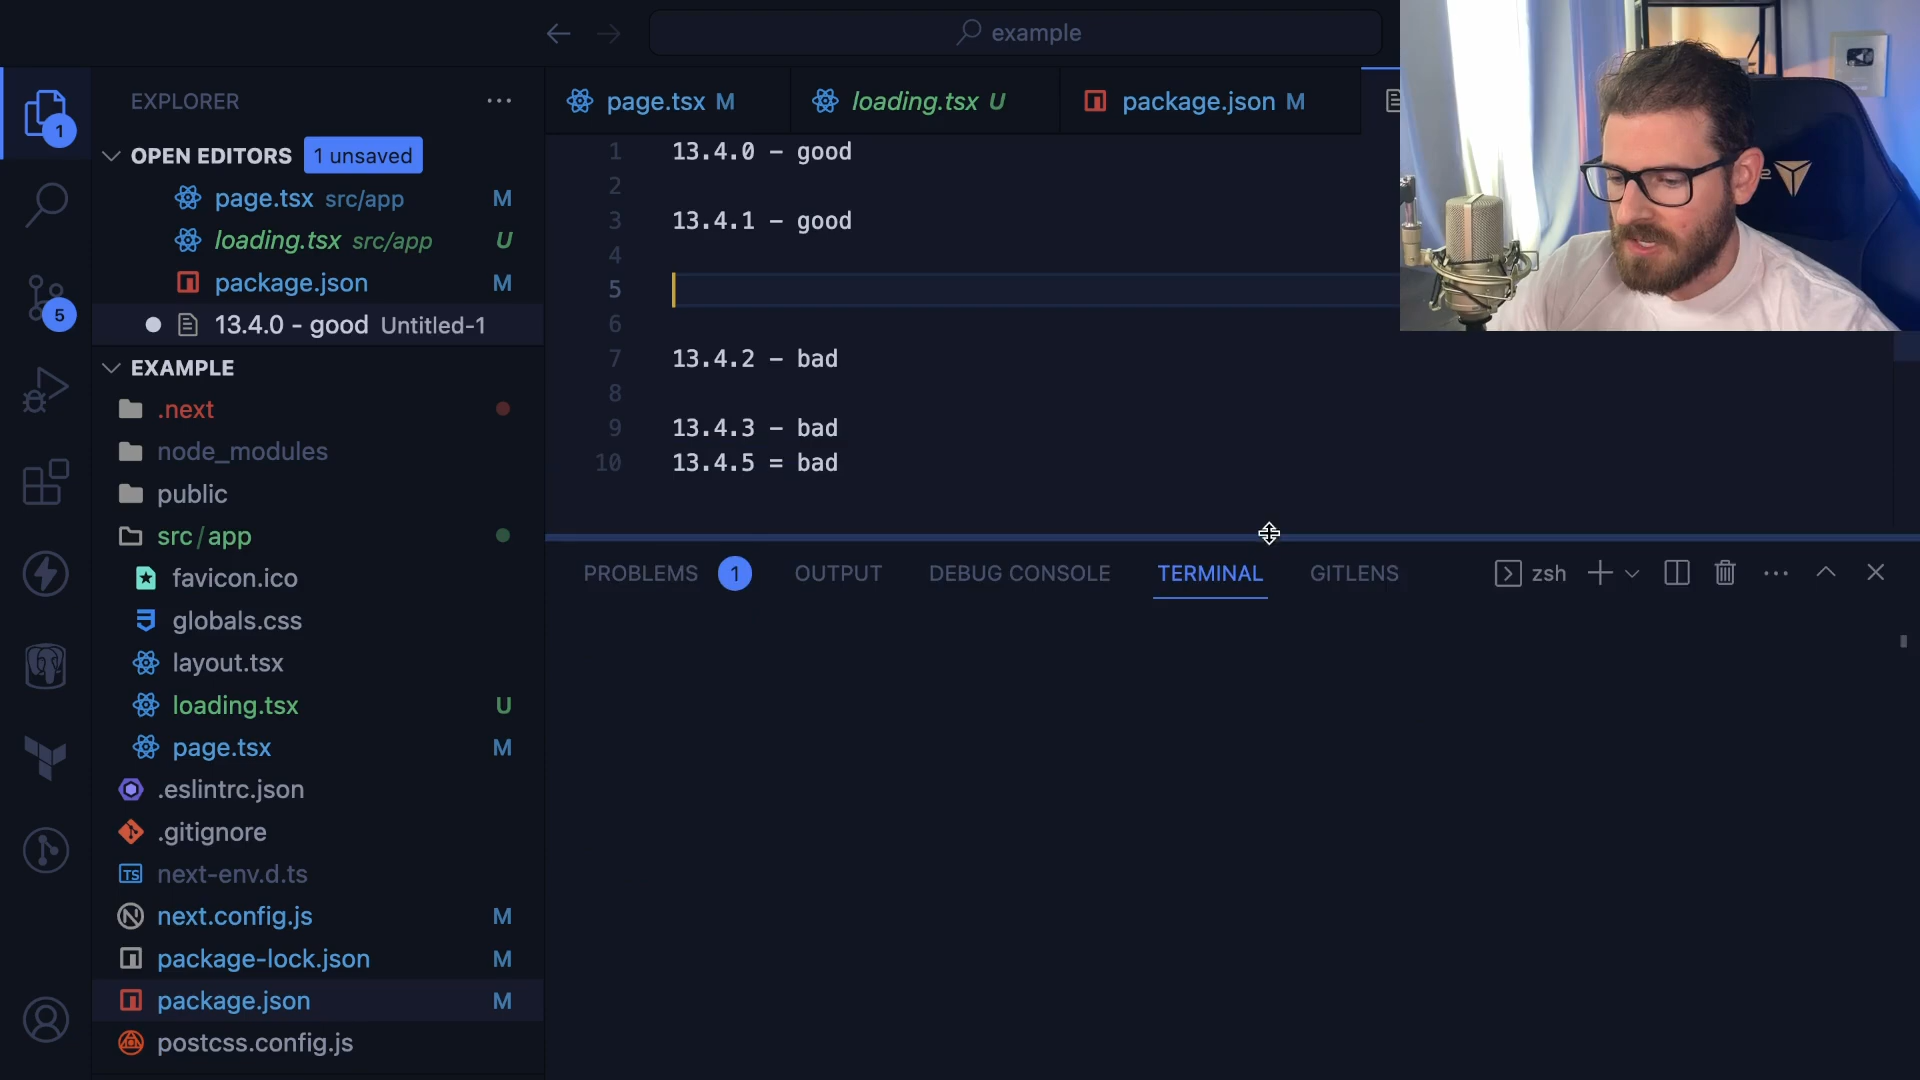 example
EXPLORER
OPEN EDITORS 1 unsaved
page.tsx src/app M
loading.tsx src/app U
package.json M
13.4.0 - good Untitled-1
EXAMPLE
.next
node_modules
public
src/app
favicon.ico
globals.css
layout.tsx
loading.tsx U
page.tsx M
.eslintrc.json
.gitignore
next-env.d.ts
next.config.js M
package-lock.json M
package.json M
postcss.config.js
1
5
page.tsx M
loading.tsx U
package.json M
1 13.4.0 - good
2
3 13.4.1 - good
4
5
6
7 13.4.2 - bad
8
9 13.4.3 - bad
10 13.4.5 = bad
PROBLEMS 1 OUTPUT DEBUG CONSOLE TERMINAL GITLENS zsh
TS